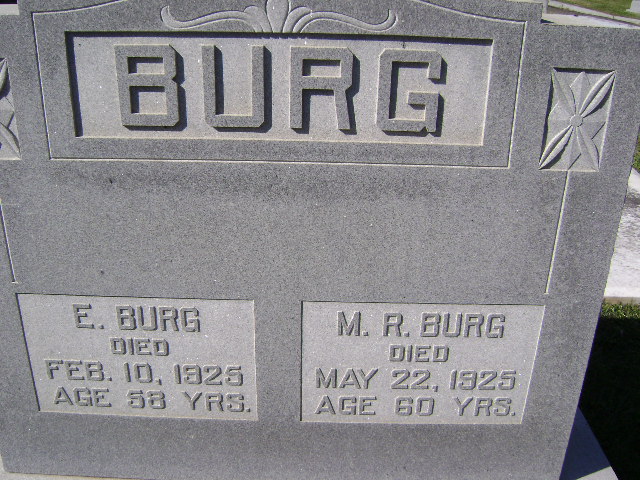 BURG
E. BURG
DIED
FEB. 10, 1925
AGE 58 YRS.
M. R. BURG
DIED
MAY 22, 1925
AGE 60 YRS.